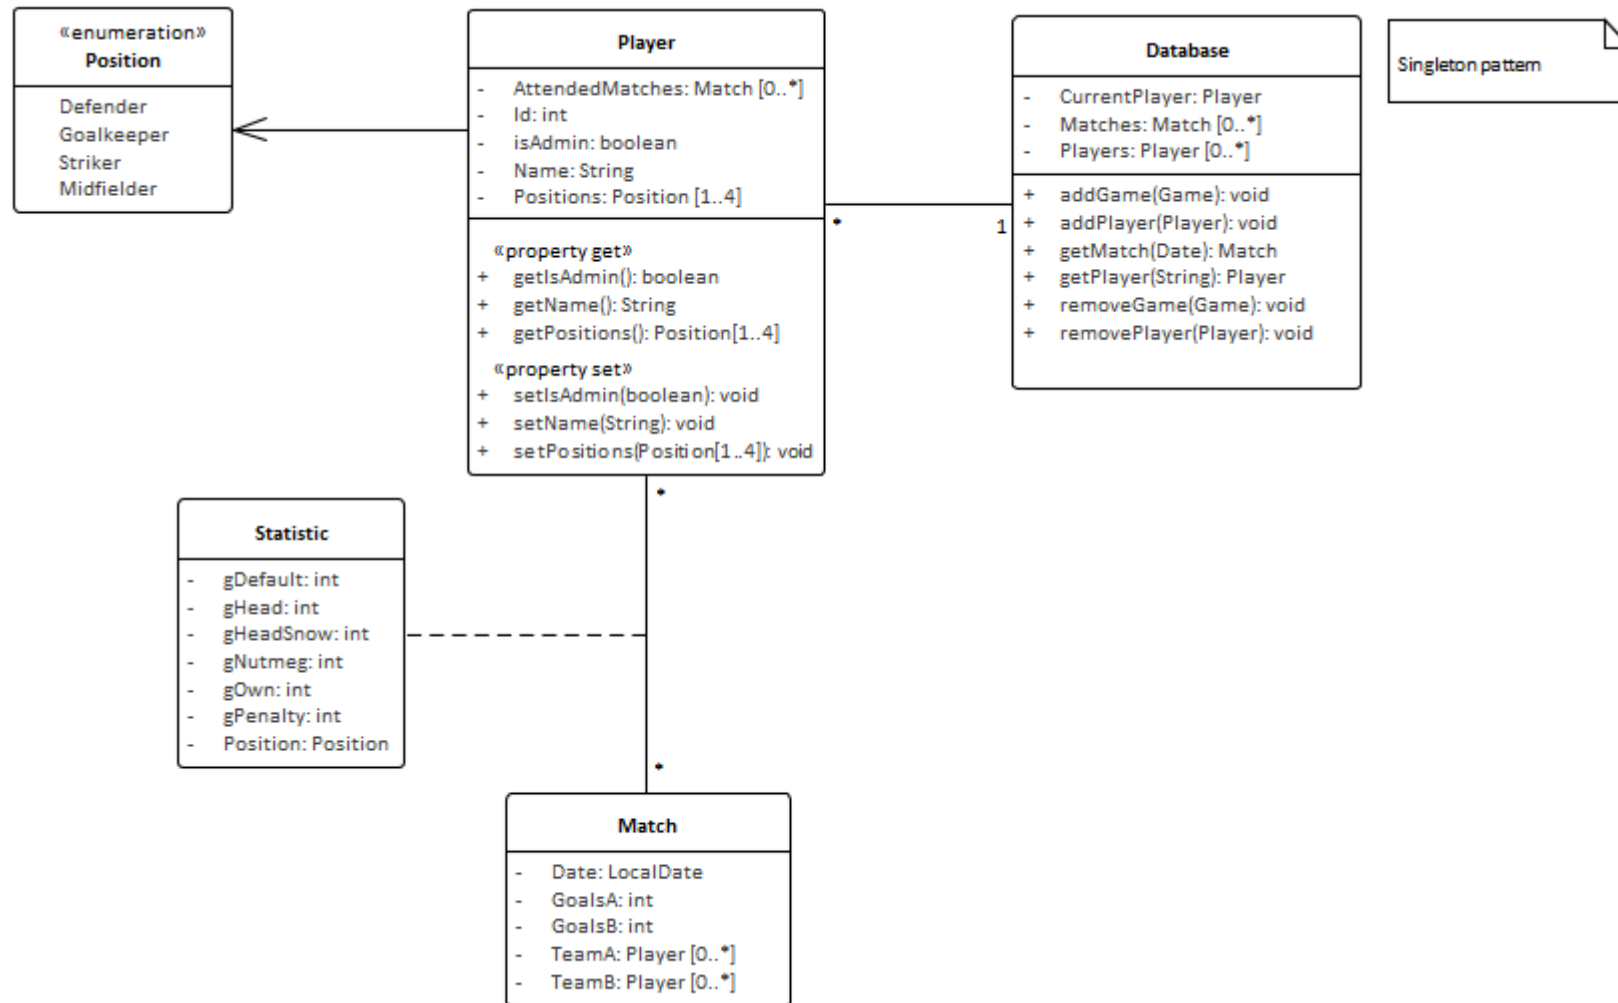 «enumeration»
Position
Defender
Goalkeeper
Striker
Midfielder
Player
- AttendedMatches: Match [0..*]
- Id: int
- isAdmin: boolean
- Name: String
- Positions: Position [1..4]
«property get»
+ getIsAdmin(): boolean
+ getName(): String
+ getPositions(): Position[1..4]
«property set»
+ setIsAdmin(boolean): void
+ setName(String): void
+ setPositions(Position[1..4]): void
* 1
Database
- CurrentPlayer: Player
- Matches: Match [0..*]
- Players: Player [0..*]
+ addGame(Game): void
+ addPlayer(Player): void
+ getMatch(Date): Match
+ getPlayer(String): Player
+ removeGame(Game): void
+ removePlayer(Player): void
Singleton pattern
*
Statistic
- gDefault: int
- gHead: int
- gHeadSnow: int
- gNutmeg: int
- gOwn: int
- gPenalty: int
- Position: Position
*
Match
- Date: LocalDate
- GoalsA: int
- GoalsB: int
- TeamA: Player [0..*]
- TeamB: Player [0..*]